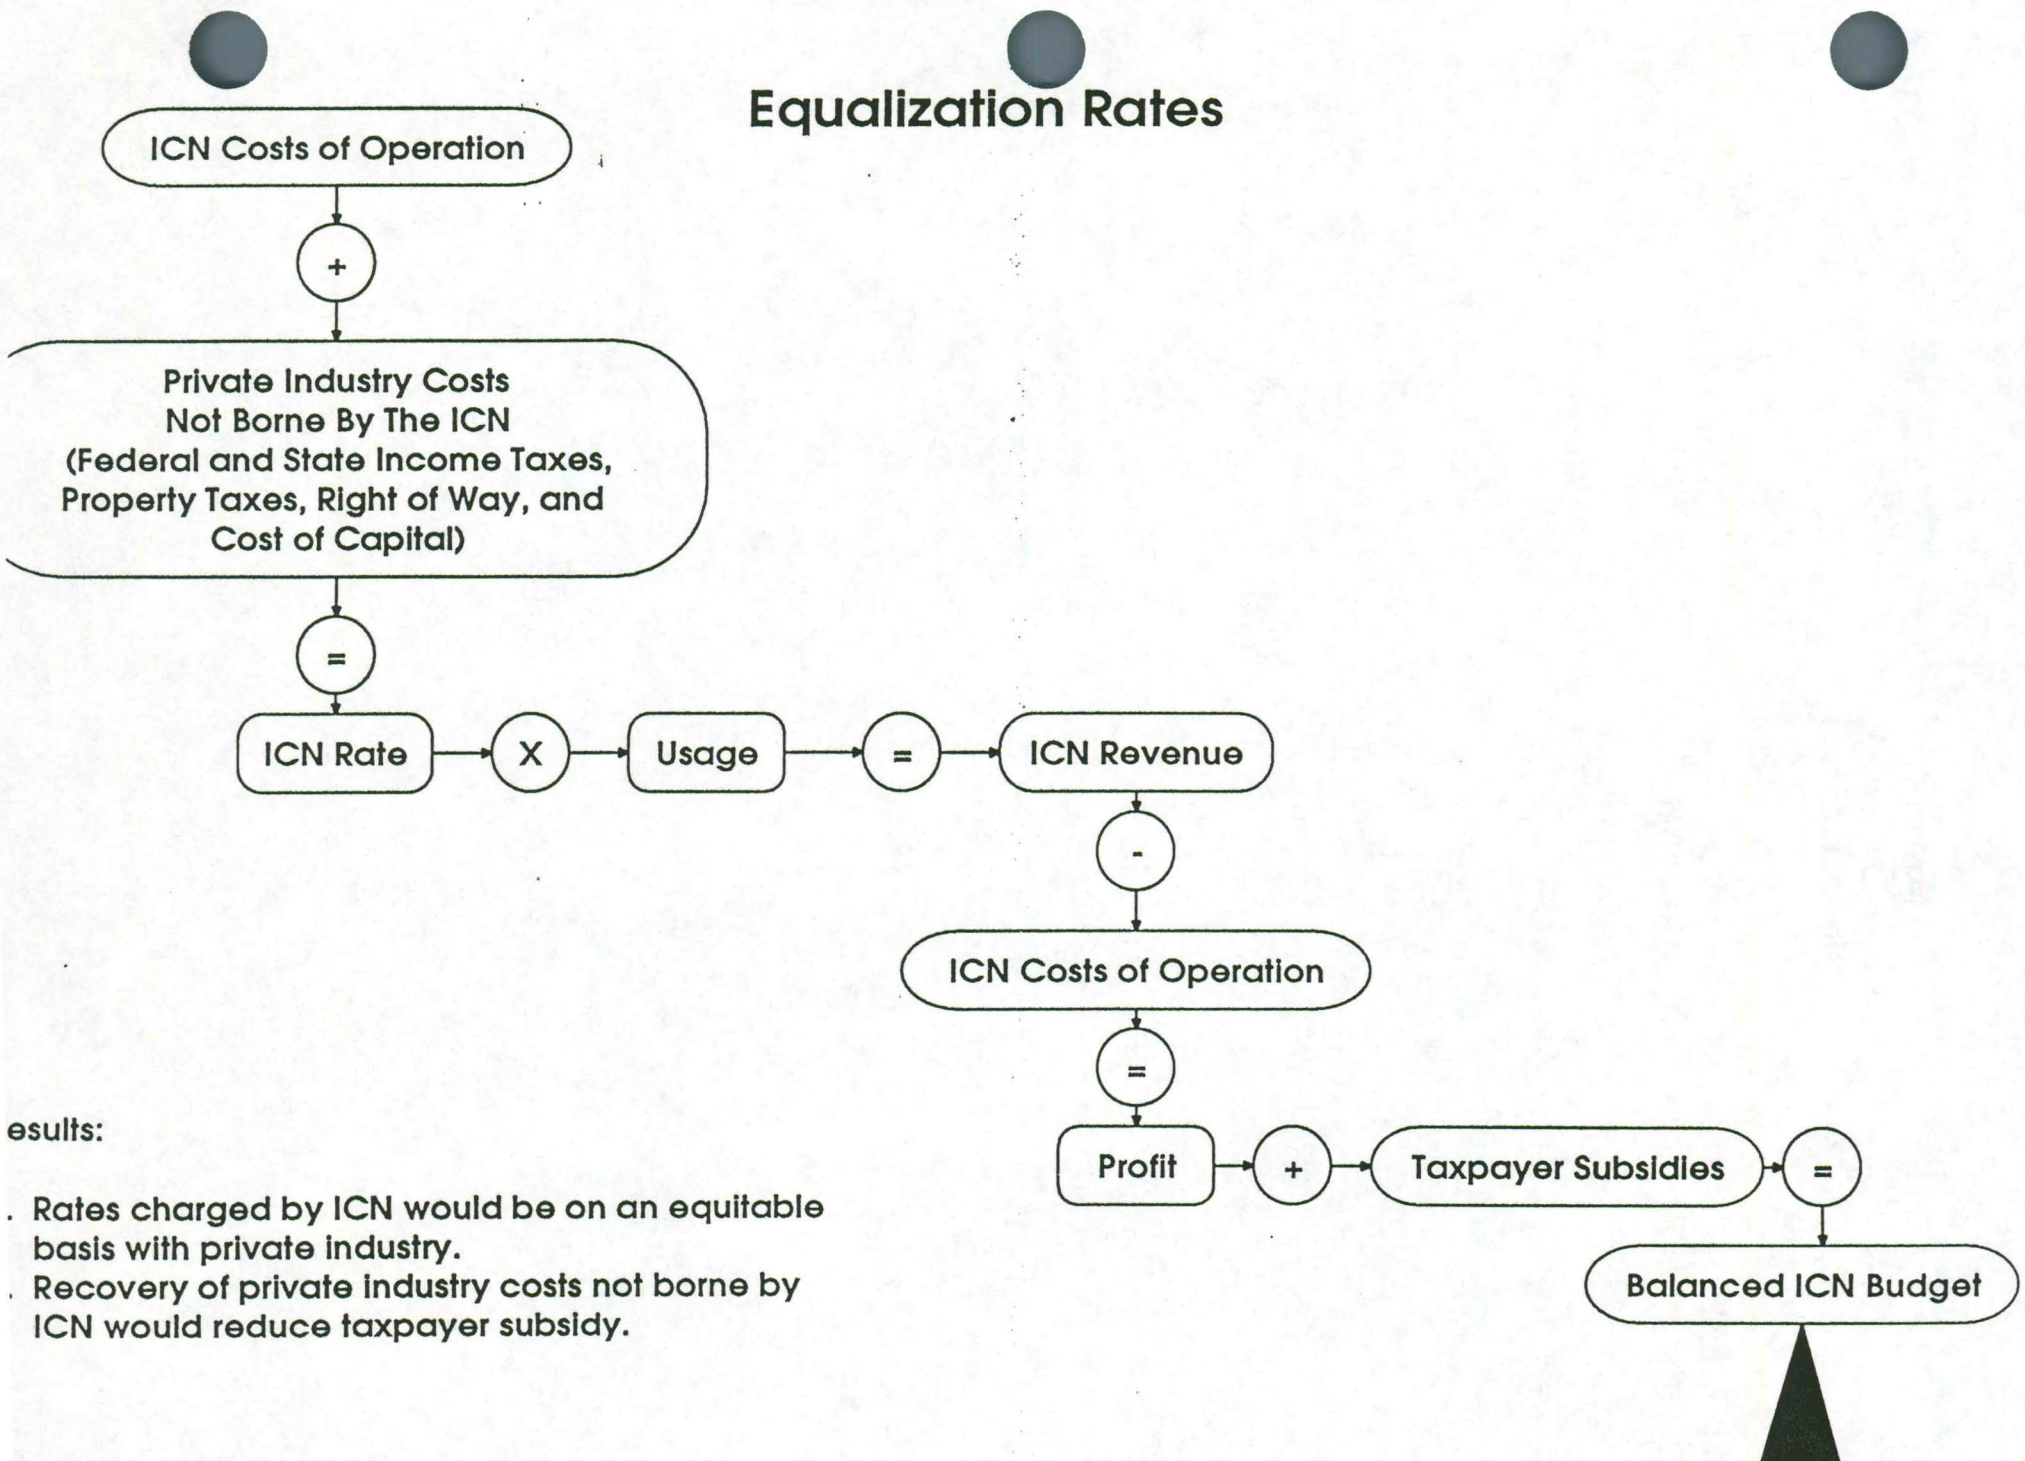 Equalization Rates
ICN Costs of Operation
+
Private Industry Costs
Not Borne By The ICN
(Federal and State Income Taxes,
Property Taxes, Right of Way, and
Cost of Capital)
=
ICN Rate
X
Usage
=
ICN Revenue
-
ICN Costs of Operation
=
Profit
+
Taxpayer Subsidies
=
Balanced ICN Budget
esults:
. Rates charged by ICN would be on an equitable
basis with private industry.
. Recovery of private industry costs not borne by
ICN would reduce taxpayer subsidy.